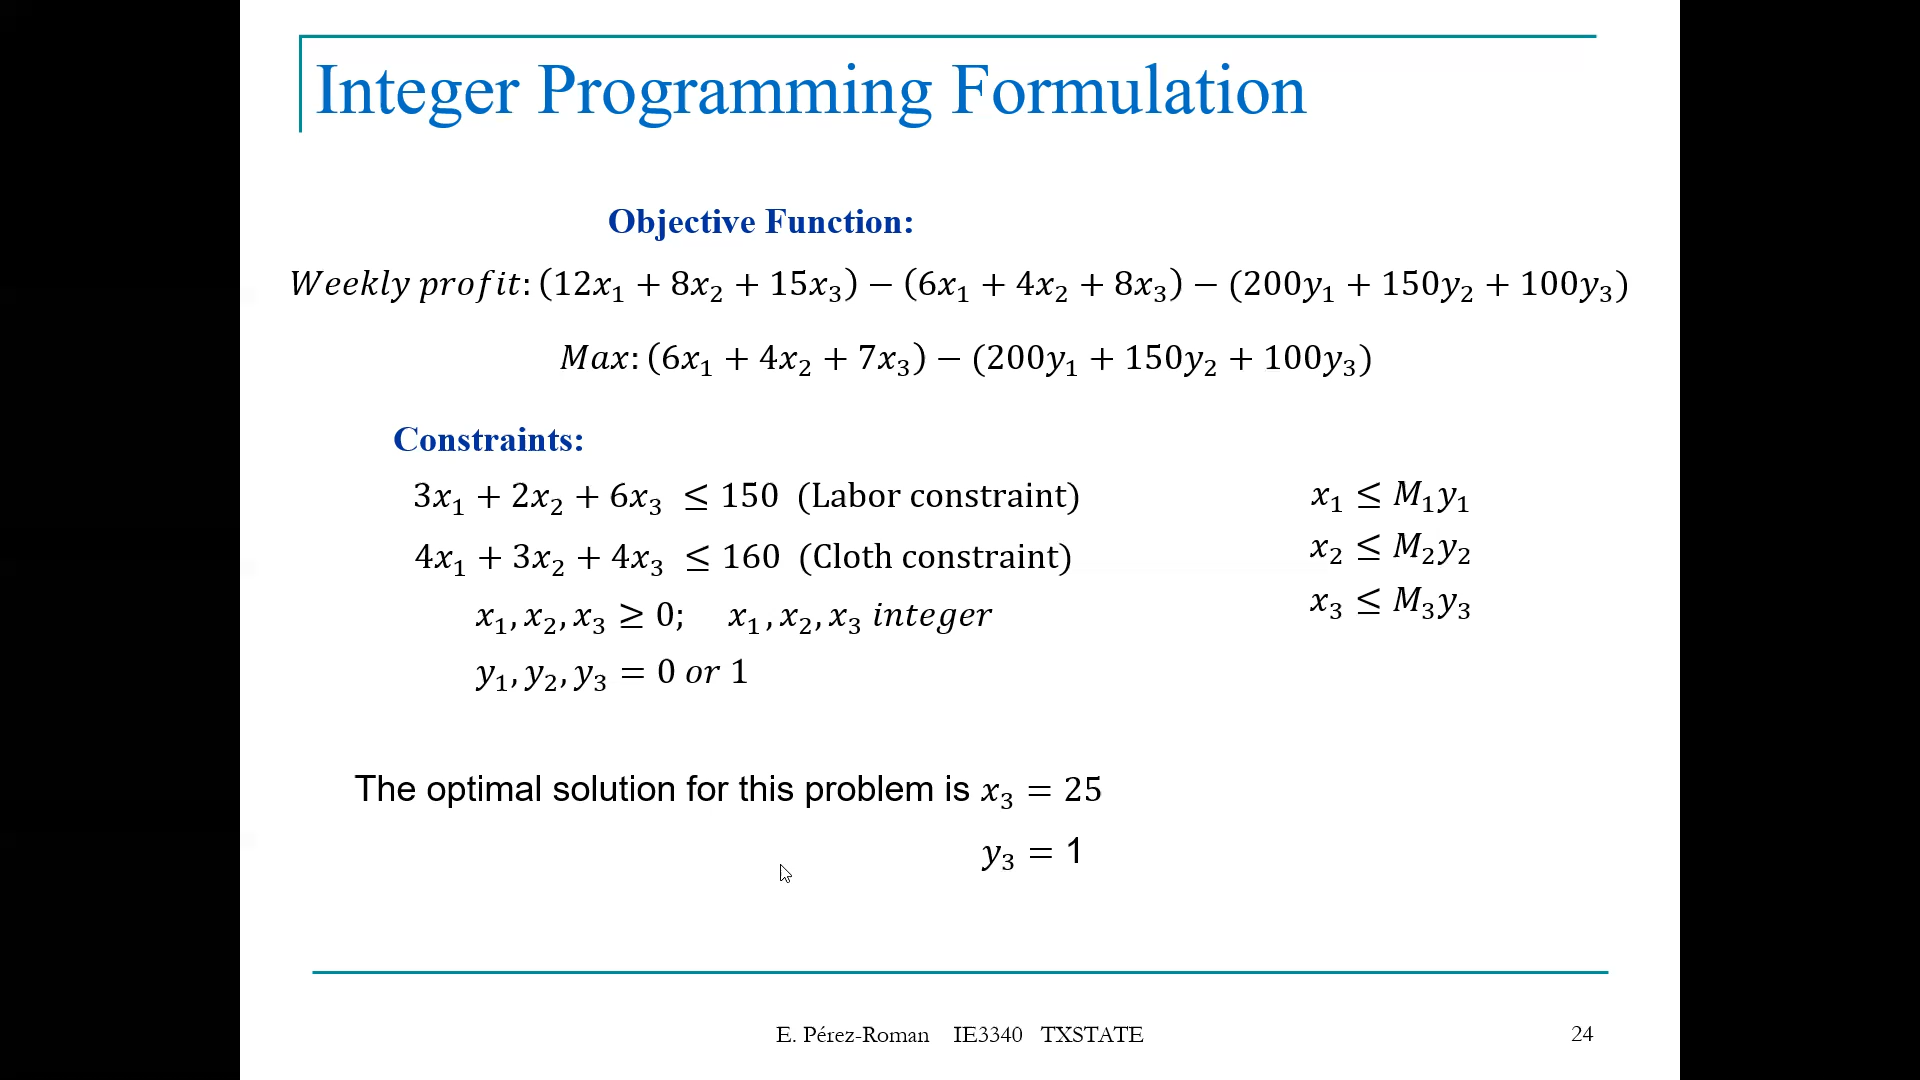 Integer Programming Formulation
Objective Function:
Weekly profit: (12x₁ + 8x₂ + 15x₃) − (6x₁ + 4x₂ + 8x₃) − (200y₁ + 150y₂ + 100y₃)
Max: (6x₁ + 4x₂ + 7x₃) − (200y₁ + 150y₂ + 100y₃)
Constraints:
3x₁ + 2x₂ + 6x₃ ≤ 150 (Labor constraint)
4x₁ + 3x₂ + 4x₃ ≤ 160 (Cloth constraint)
x₁, x₂, x₃ ≥ 0; x₁, x₂, x₃ integer
y₁, y₂, y₃ = 0 or 1
x₁ ≤ M₁y₁
x₂ ≤ M₂y₂
x₃ ≤ M₃y₃
The optimal solution for this problem is x₃ = 25
y₃ = 1
E. Pérez-Roman IE3340 TXSTATE
24